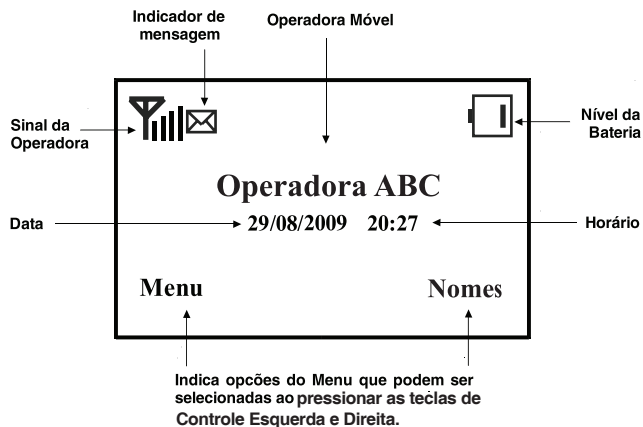 Indicador de
mensagem
Operadora Móvel
Sinal da
Operadora
Nível da
Bateria
Operadora ABC
Data
29/08/2009 20:27
Horário
Menu
Nomes
Indica opções do Menu que podem ser
selecionadas ao pressionar as teclas de
Controle Esquerda e Direita.